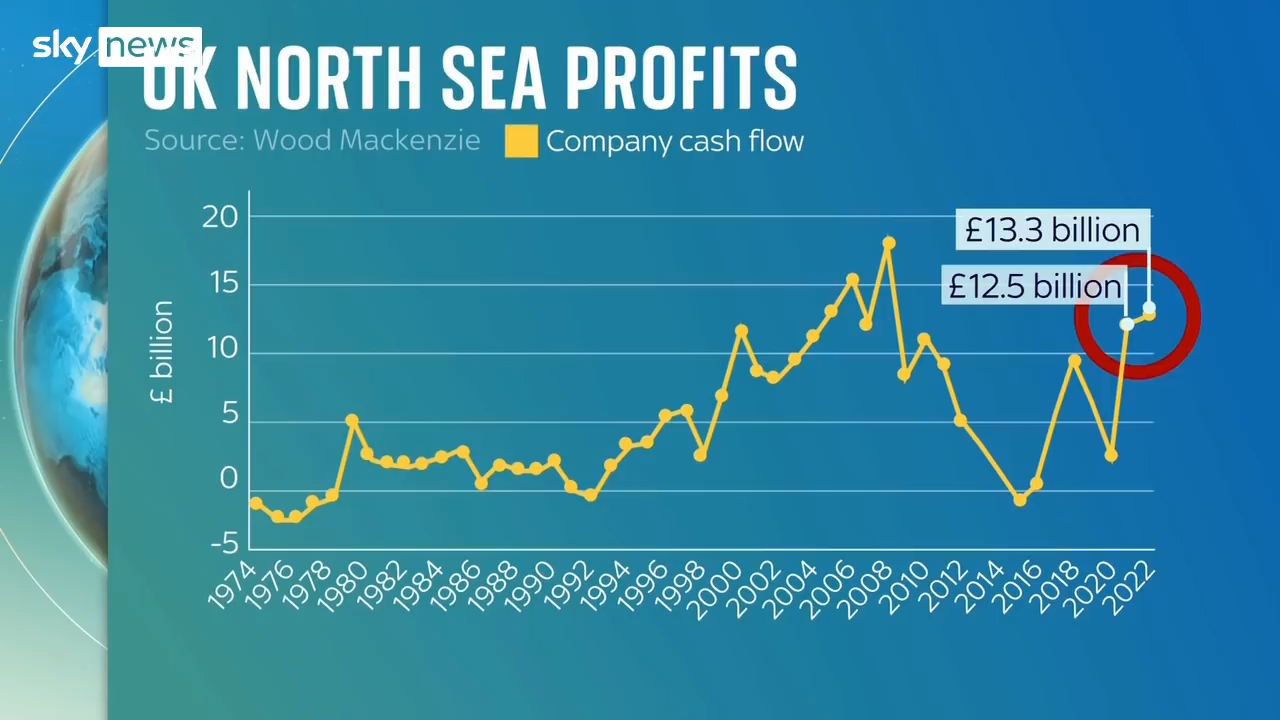 sky news
UK NORTH SEA PROFITS
Source: Wood Mackenzie
Company cash flow
£ billion
20
15
10
5
0
-5
£13.3 billion
£12.5 billion
1974 1976 1978 1980 1982 1984 1986 1988 1990 1992 1994 1996 1998 2000 2002 2004 2006 2008 2010 2012 2014 2016 2018 2020 2022